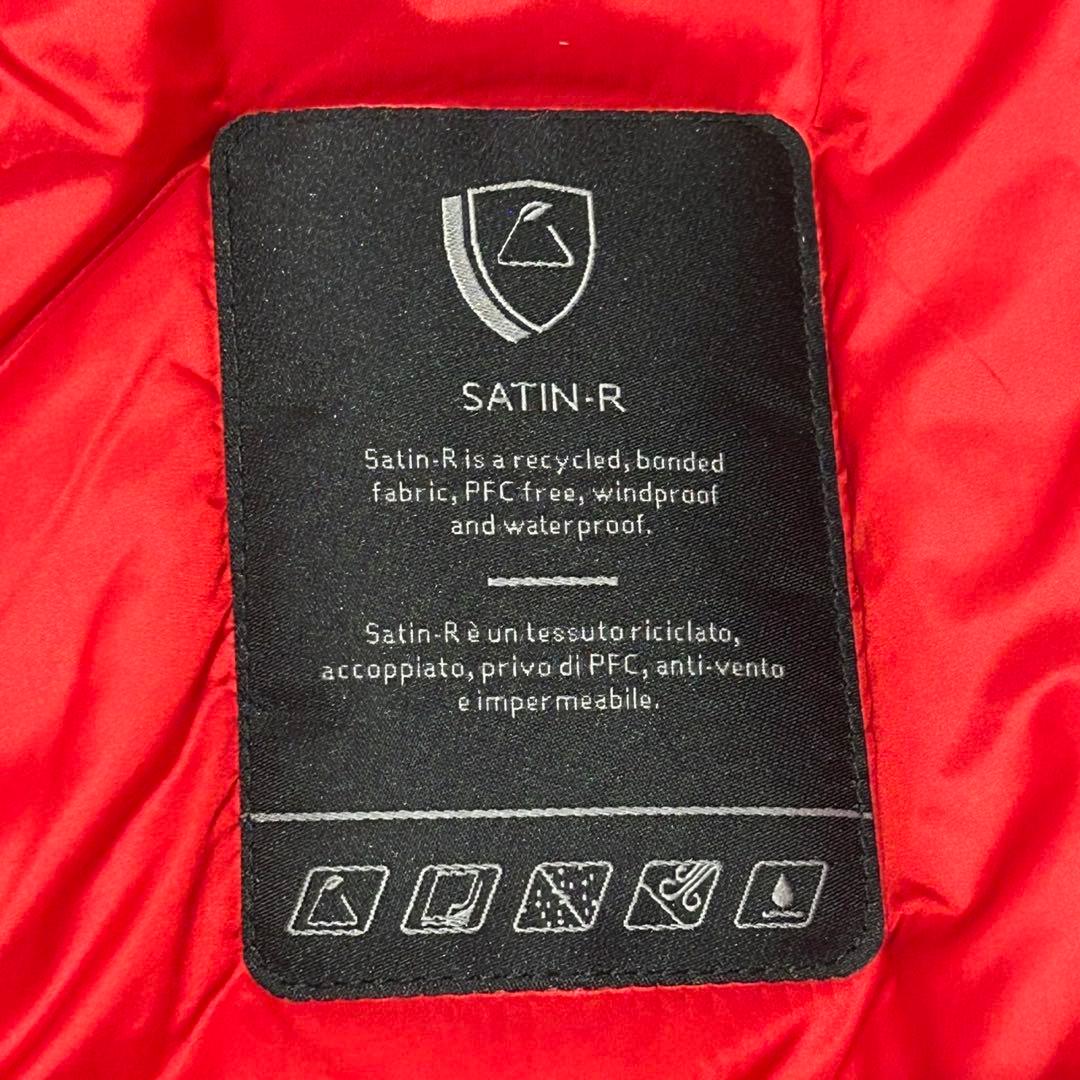 SATIN-R
Satin-R is a recycled, bonded
fabric, PFC free, windproof
and waterproof.
Satin-R è un tessuto riciclato,
accoppiato, privo di PFC, anti-vento
e impermeabile.